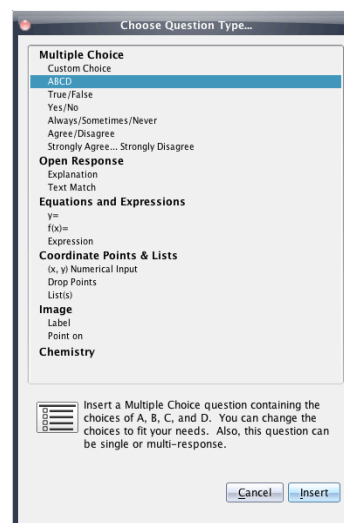 Choose Question Type...
Multiple Choice
Custom Choice
ABCD
True/False
Yes/No
Always/Sometimes/Never
Agree/Disagree
Strongly Agree... Strongly Disagree
Open Response
Explanation
Text Match
Equations and Expressions
y=
f(x)=
Expression
Coordinate Points & Lists
(x, y) Numerical Input
Drop Points
List(s)
Image
Label
Point on
Chemistry
Insert a Multiple Choice question containing the
choices of A, B, C, and D. You can change the
choices to fit your needs. Also, this question can
be single or multi-response.
Cancel Insert